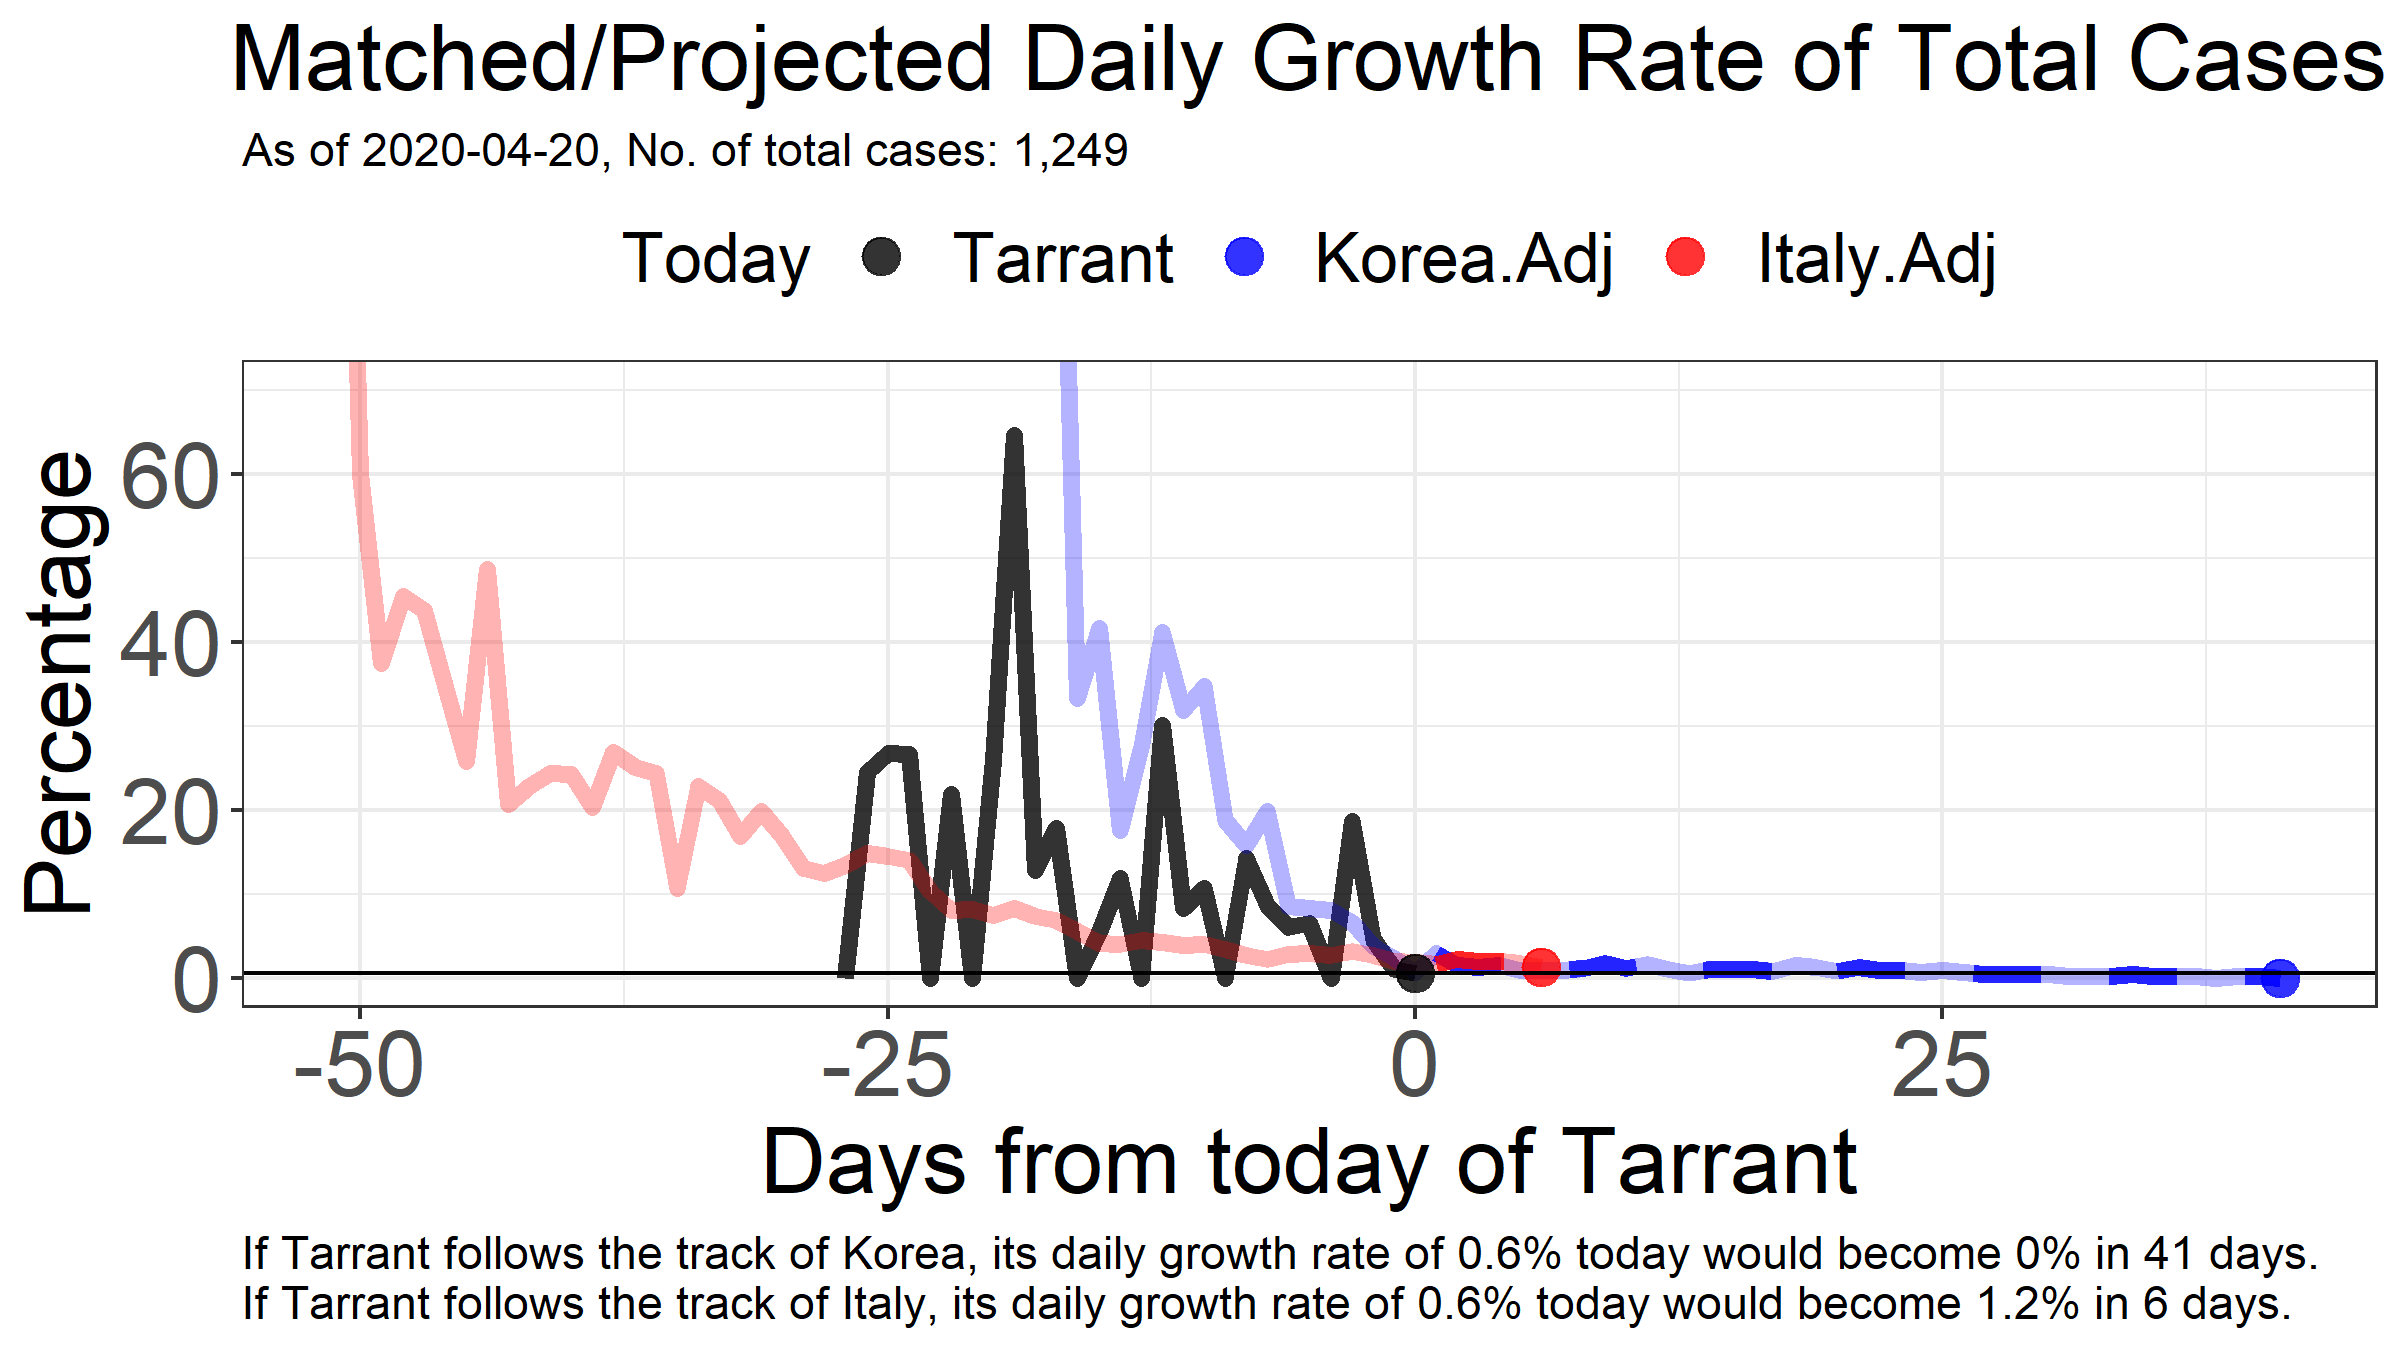 Matched/Projected Daily Growth Rate of Total Cases
As of 2020-04-20, No. of total cases: 1,249
Today Tarrant Korea.Adj Italy.Adj
Percentage
60
40
20
0
-50 -25 0 25
Days from today of Tarrant
If Tarrant follows the track of Korea, its daily growth rate of 0.6% today would become 0% in 41 days.
If Tarrant follows the track of Italy, its daily growth rate of 0.6% today would become 1.2% in 6 days.